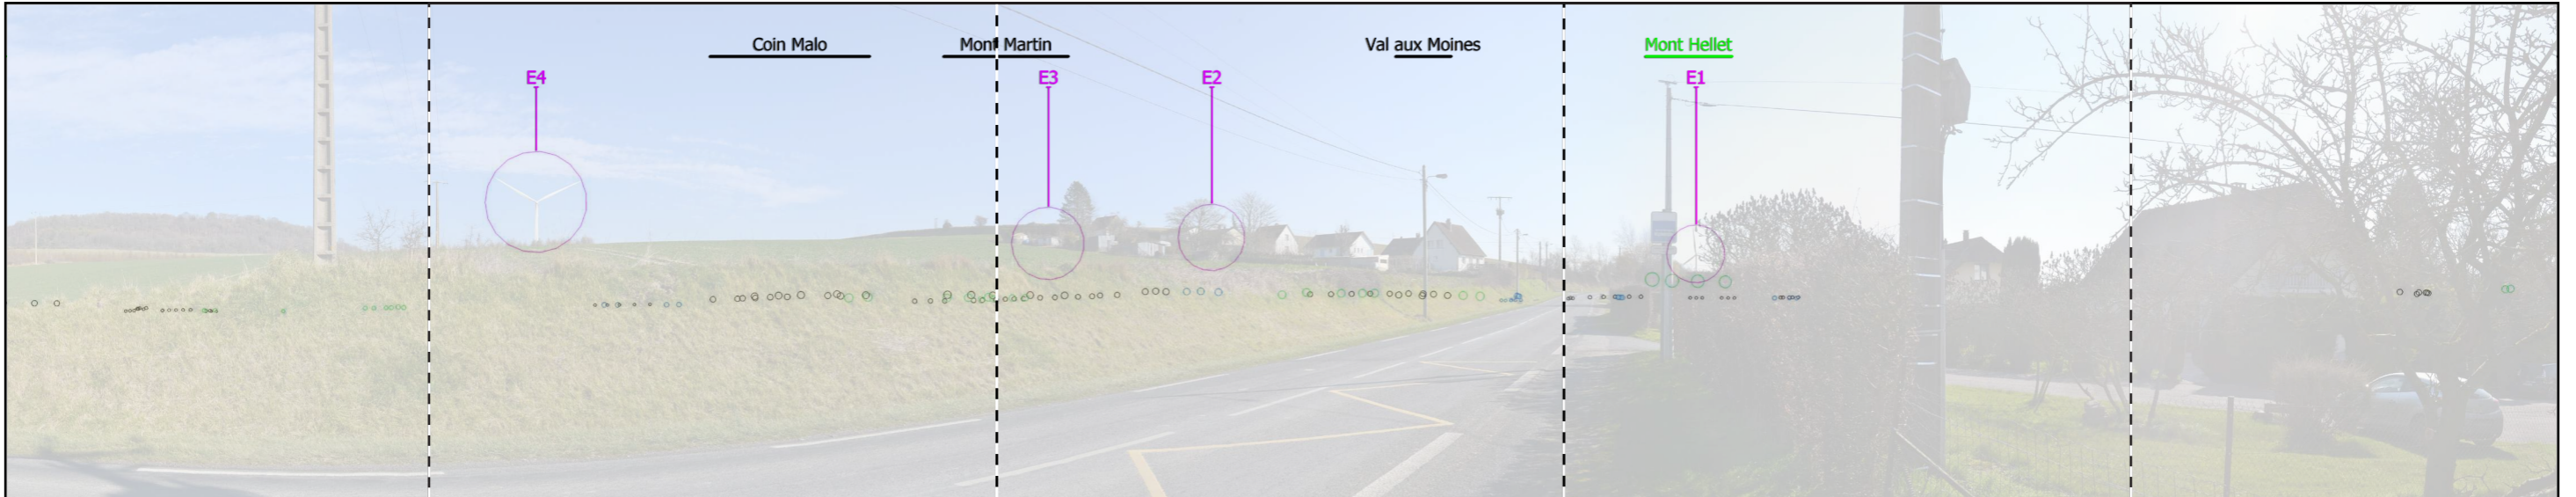 Coin Malo
Mont Martin
Val aux Moines
Mont Hellet
E4
E3
E2
E1